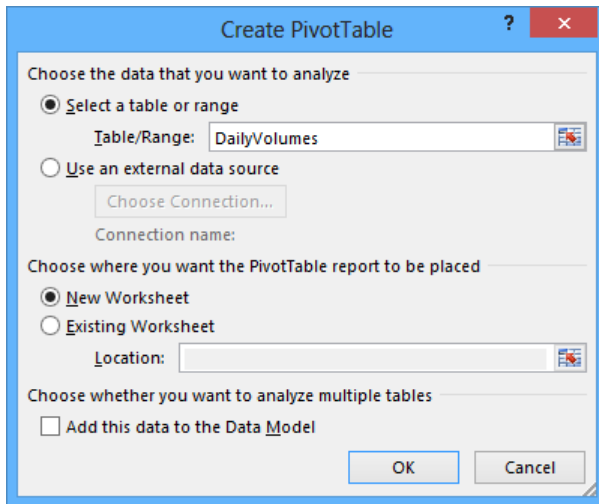 Create PivotTable
?
×
Choose the data that you want to analyze
Select a table or range
Table/Range: DailyVolumes
Use an external data source
Choose Connection...
Connection name:
Choose where you want the PivotTable report to be placed
New Worksheet
Existing Worksheet
Location:
Choose whether you want to analyze multiple tables
Add this data to the Data Model
OK Cancel